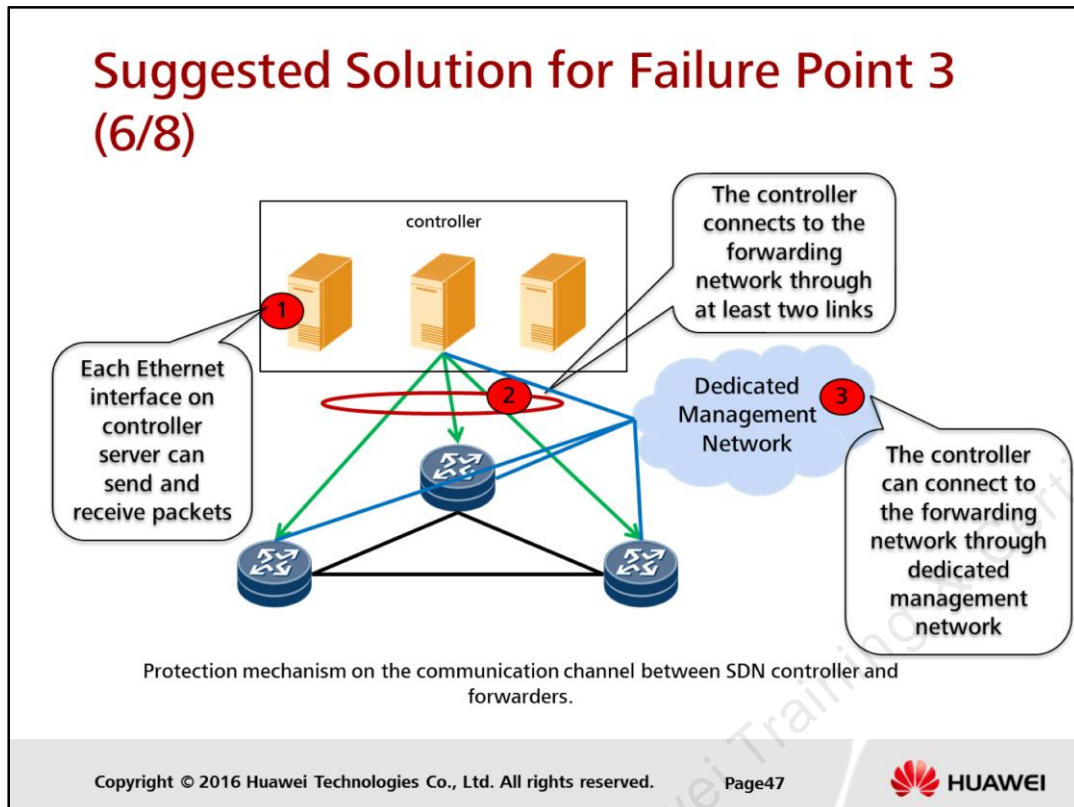 Suggested Solution for Failure Point 3
(6/8)
controller
The controller
connects to the
forwarding
network through
at least two links
1
Each Ethernet
interface on
controller
server can
send and
receive packets
2
Dedicated
Management
Network
3
The controller
can connect to
the forwarding
network through
dedicated
management
network
Protection mechanism on the communication channel between SDN controller and
forwarders.
Copyright © 2016 Huawei Technologies Co., Ltd. All rights reserved.
Page47
HUAWEI